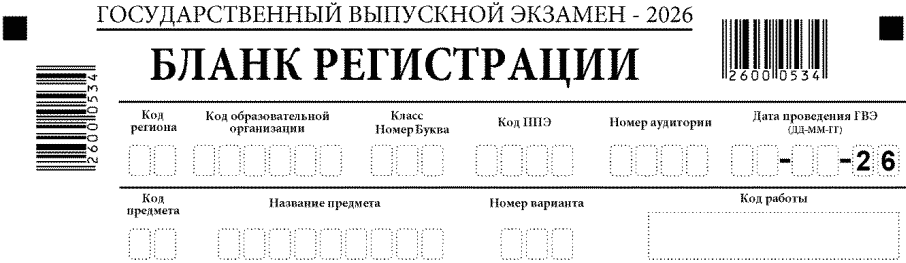 ГОСУДАРСТВЕННЫЙ ВЫПУСКНОЙ ЭКЗАМЕН - 2026
БЛАНК РЕГИСТРАЦИИ
2600 0534
2600 0534
Код региона
Код образовательной организации
Класс
Номер Буква
Код ППЭ
Номер аудитории
Дата проведения ГВЭ
(ДД-ММ-ГГ)
- - 26
Код предмета
Название предмета
Номер варианта
Код работы